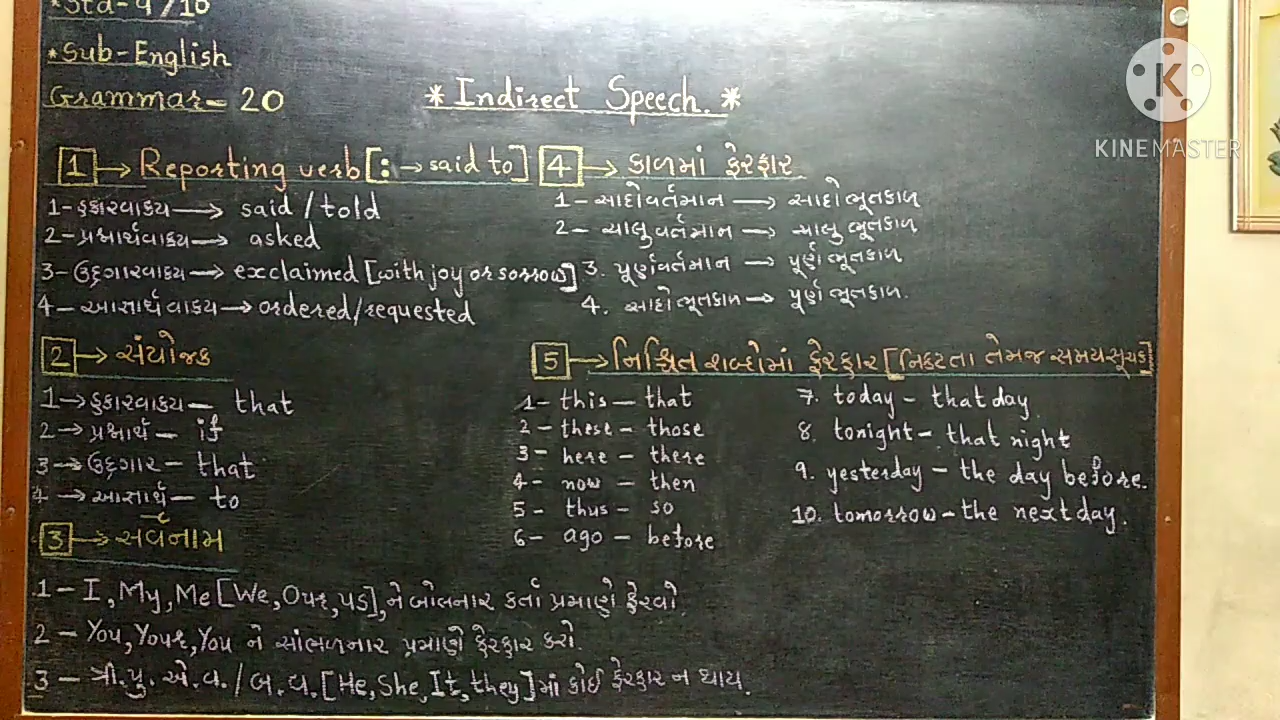 *Std-9/10
*Sub-English
Grammar-20
* Indirect Speech. *
1 → Reporting verb [: → said to]
1-હકારવાક્ય → said / told
2-પ્રશ્નાર્થવાક્ય → asked
3-ઉદ્દગારવાક્ય → exclaimed [with joy or sorrow]
4-આજ્ઞાર્થ વાક્ય → ordered/requested
2 → સંયોજક
1 → હકારવાક્ય - that
2 → પ્રશ્નાર્થ - if
3 → ઉદ્દગાર - that
4 → આજ્ઞાર્થ - to
3 → સર્વનામ
1 - I, My, Me [We, Our, us], ને બોલનાર કર્તા પ્રમાણે ફેરવો.
2 - You, Your, You ને સાંભળનાર પ્રમાણે ફેરફાર કરો.
3 - ત્રી. પુ. એ. વ. / બ. વ. [He, She, It, they] માં કોઈ ફેરફાર ન થાય.
4 → કાળમાં ફેરફાર
1 - સાદોવર્તમાન → સાદો ભૂતકાળ
2 - ચાલુવર્તમાન → ચાલુ ભૂતકાળ
3. પૂર્ણવર્તમાન → પૂર્ણ ભૂતકાળ
4. સાદો ભૂતકાળ → પૂર્ણ ભૂતકાળ.
5 → નિશ્ચિત શબ્દોમાં ફેરફાર [નિકટતા તેમજ સમયસૂચક]
1- this - that
2- these - those
3- here - there
4- now - then
5- thus - so
6- ago - before
7. today - that day
8. tonight - that night
9. yesterday - the day before.
10. tomorrow - the next day.
K
KINEMASTER